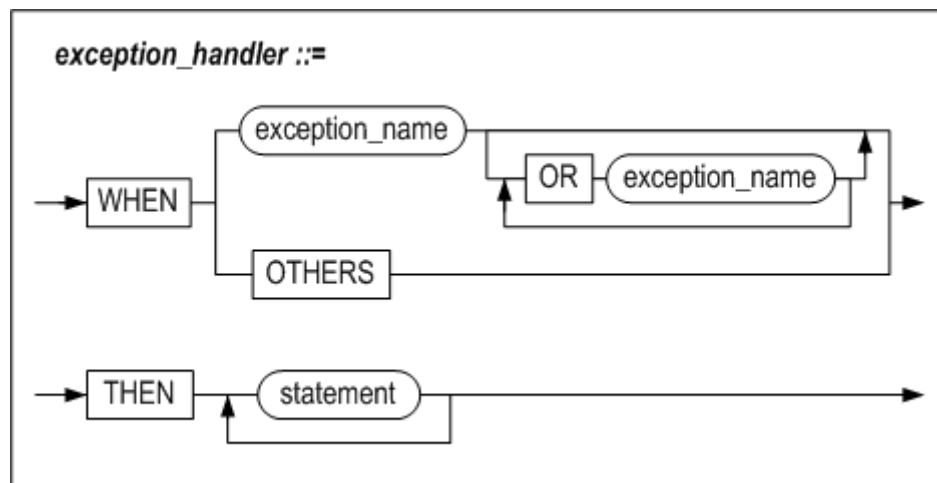 exception_handler ::=
exception_name
WHEN OR exception_name
OTHERS
THEN statement